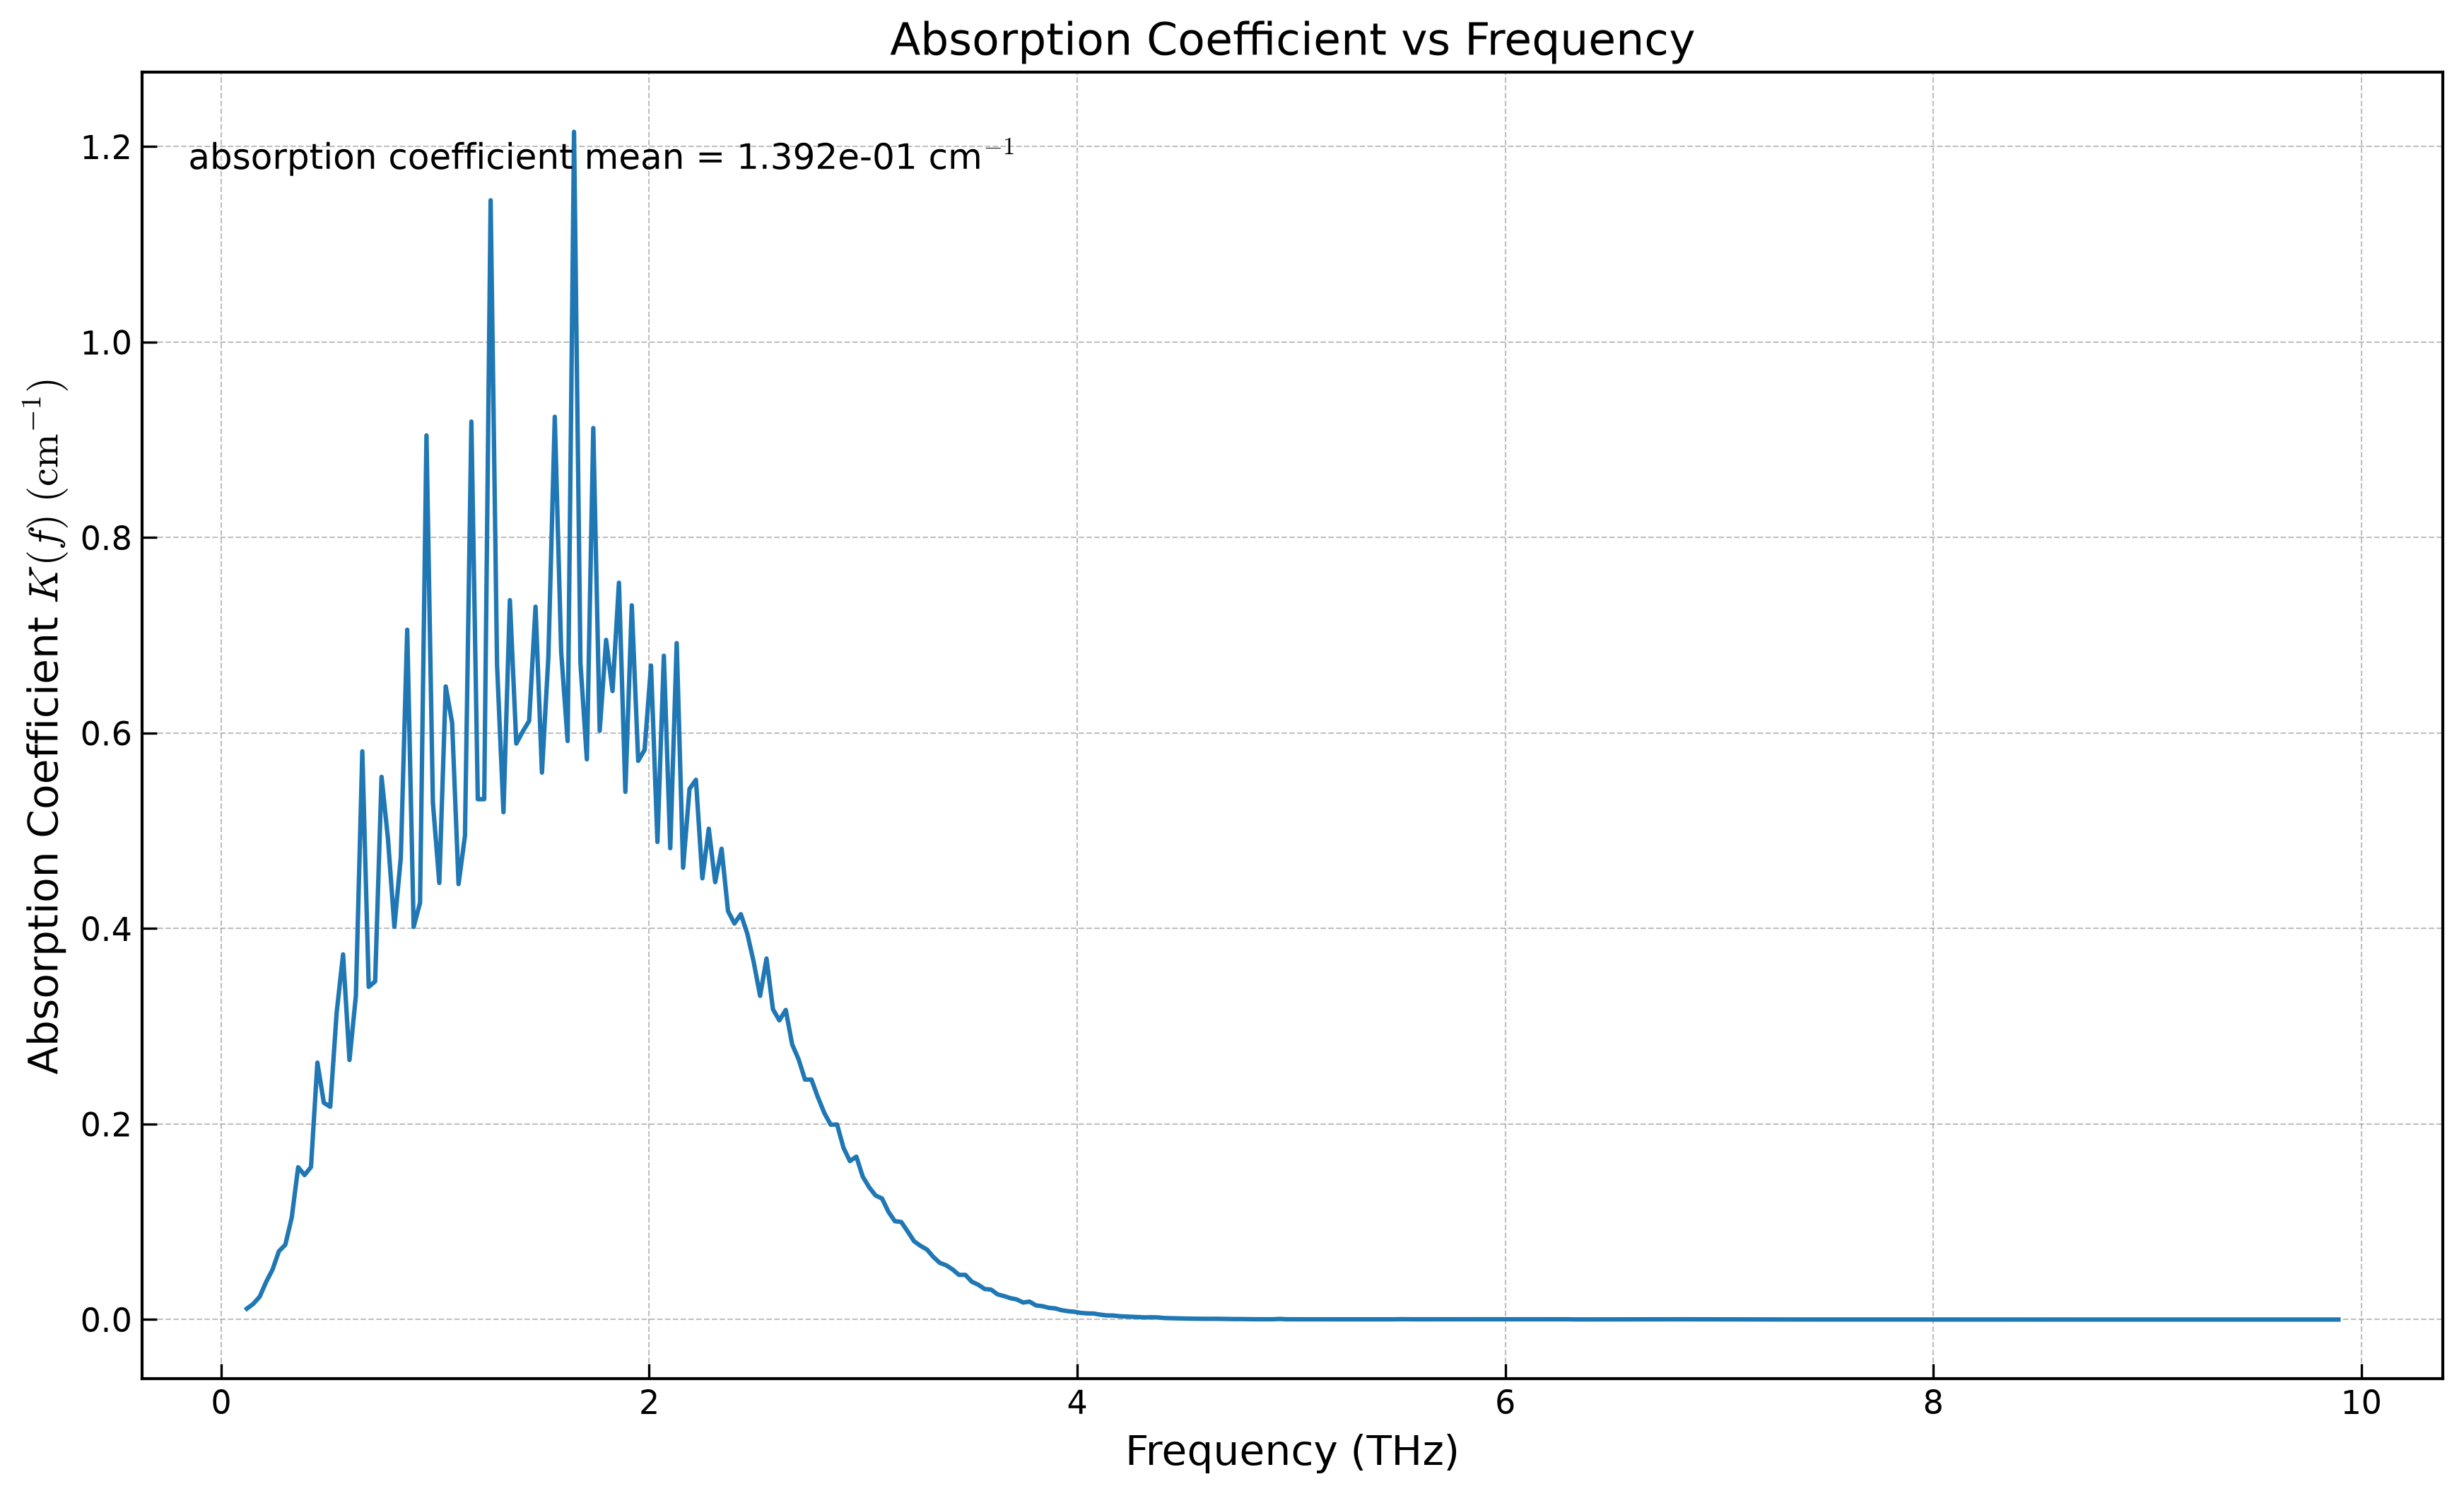 Absorption Coefficient vs Frequency
absorption coefficient mean = 1.392e-01 cm⁻¹
Absorption Coefficient K(f) (cm⁻¹)
1.2
1.0
0.8
0.6
0.4
0.2
0.0
0 2 4 6 8 10
Frequency (THz)